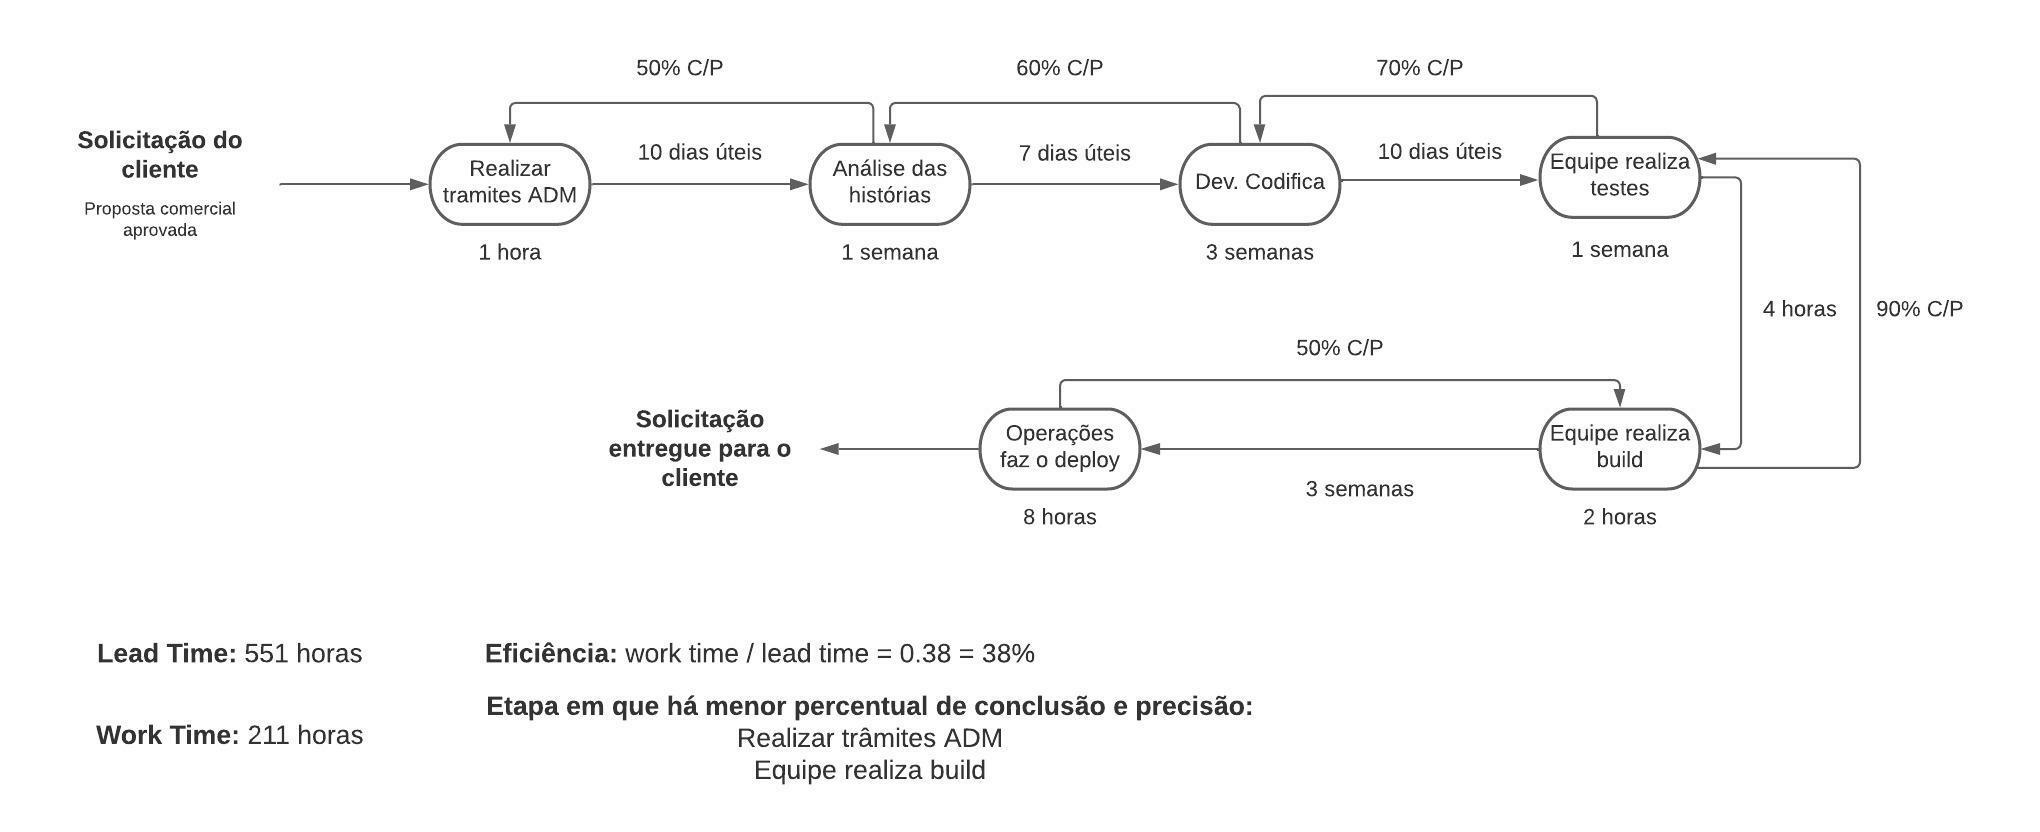 50% C/P
60% C/P
70% C/P
Solicitação do
cliente
Proposta comercial
aprovada
Realizar
tramites ADM
1 hora
10 dias úteis
Análise das
histórias
1 semana
7 dias úteis
Dev. Codifica
3 semanas
10 dias úteis
Equipe realiza
testes
1 semana
4 horas
90% C/P
50% C/P
Equipe realiza
build
2 horas
3 semanas
Operações
faz o deploy
8 horas
Solicitação
entregue para o
cliente
Lead Time: 551 horas
Work Time: 211 horas
Eficiência: work time / lead time = 0.38 = 38%
Etapa em que há menor percentual de conclusão e precisão:
Realizar trâmites ADM
Equipe realiza build